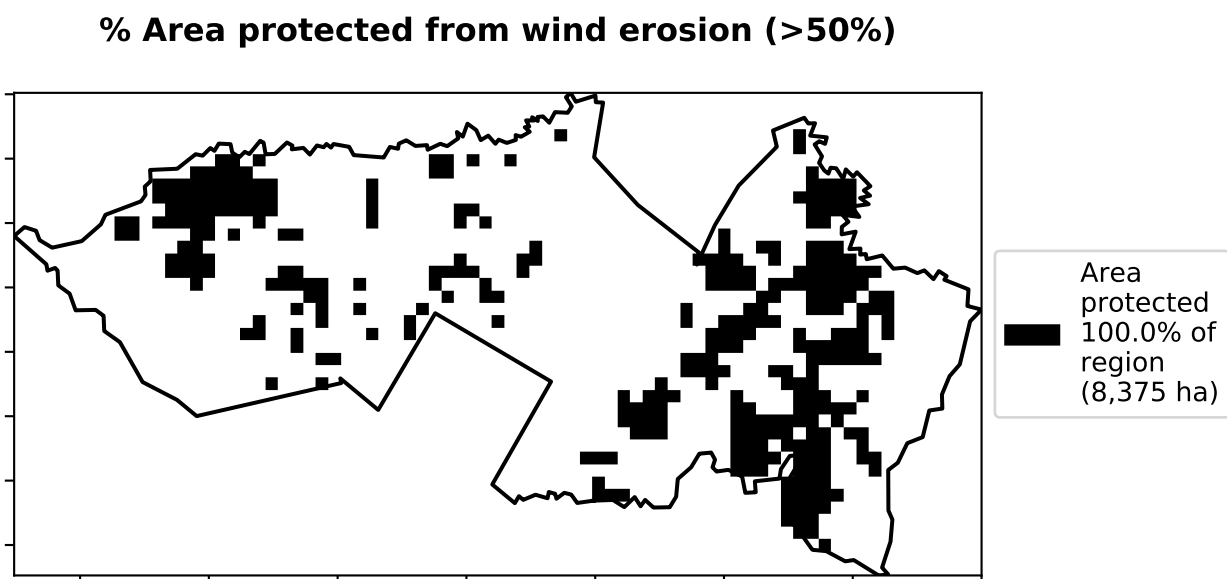 % Area protected from wind erosion (>50%)
Area
protected
100.0% of
region
(8,375 ha)